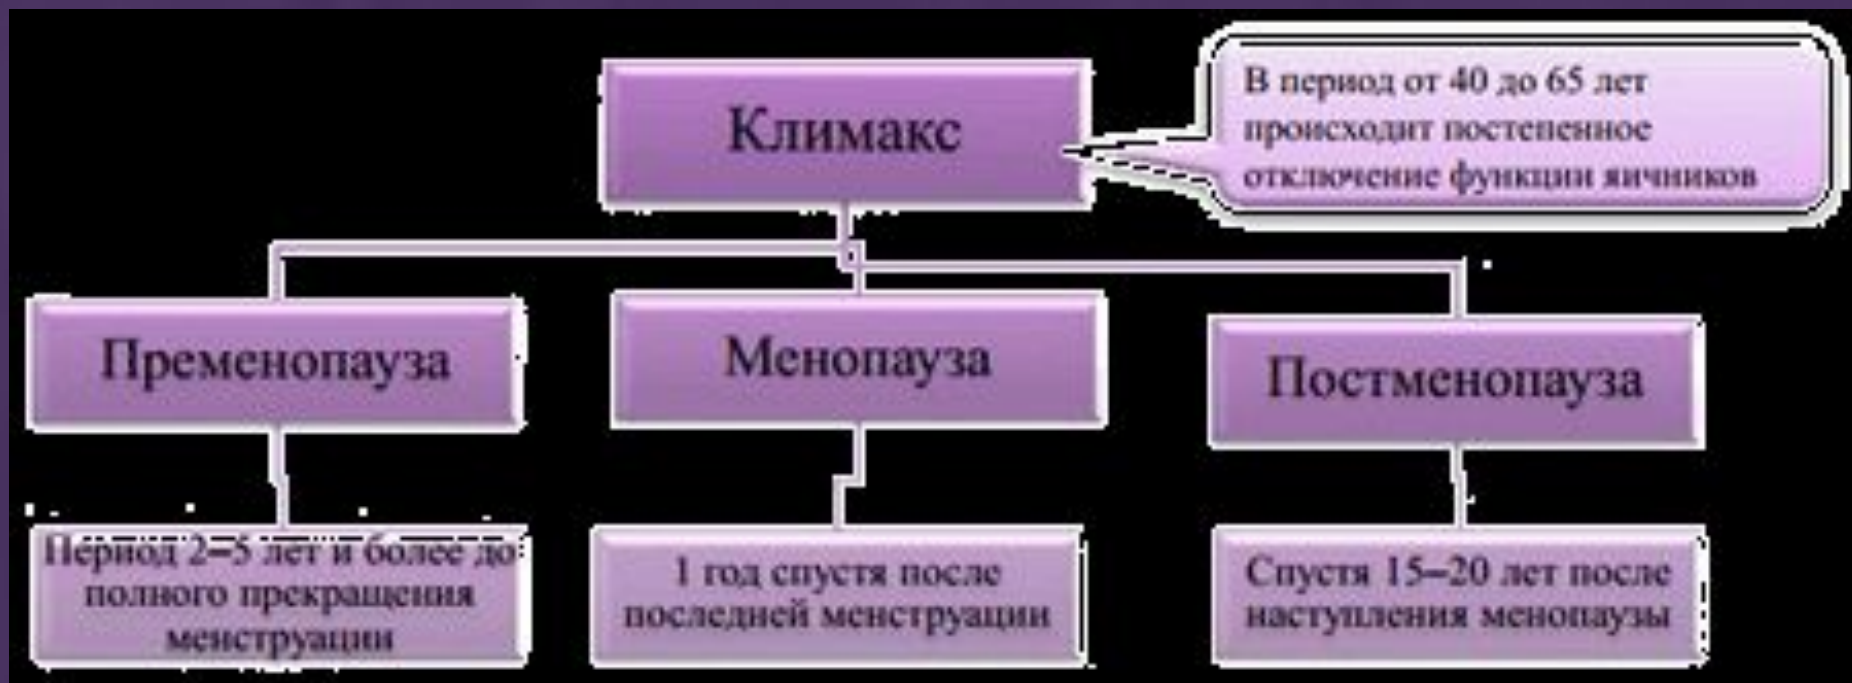 Климакс
В период от 40 до 65 лет
происходит постепенное
отключение функции яичников
Пременопауза
Менопауза
Постменопауза
Период 2–5 лет и более до
полного прекращения
менструации
1 год спустя после
последней менструации
Спустя 15–20 лет после
наступления менопаузы